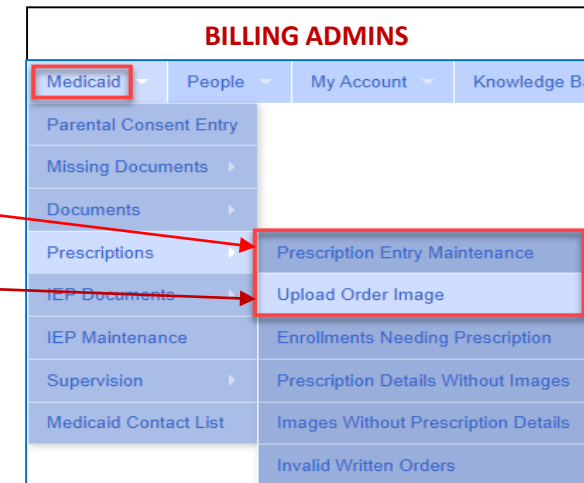 BILLING ADMINS
Medicaid People My Account Knowledge
Parental Consent Entry
Missing Documents
Documents
Prescriptions
Prescription Entry Maintenance
IEP Documents
Upload Order Image
IEP Maintenance
Enrollments Needing Prescription
Supervision
Prescription Details Without Images
Medicaid Contact List
Images Without Prescription Details
Invalid Written Orders